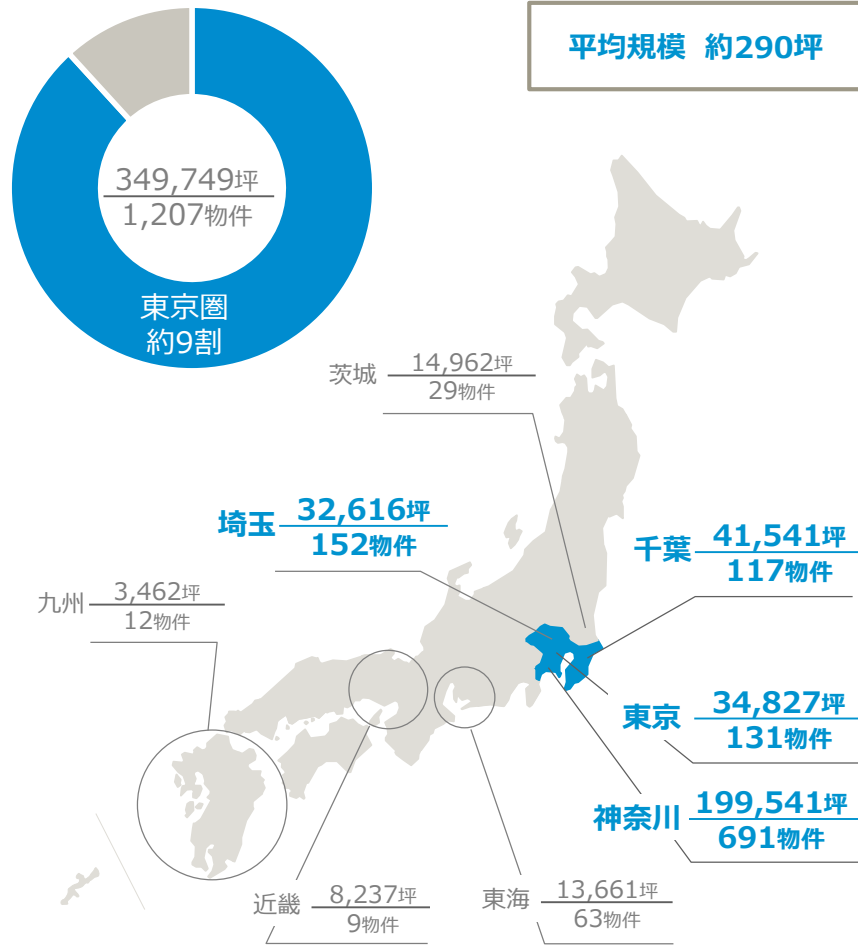 平均規模 約290坪
349,749坪
1,207物件
東京圏
約9割
茨城 14,962坪
29物件
埼玉 32,616坪
152物件
千葉 41,541坪
117物件
九州 3,462坪
12物件
東京 34,827坪
131物件
神奈川 199,541坪
691物件
近畿 8,237坪
9物件
東海 13,661坪
63物件